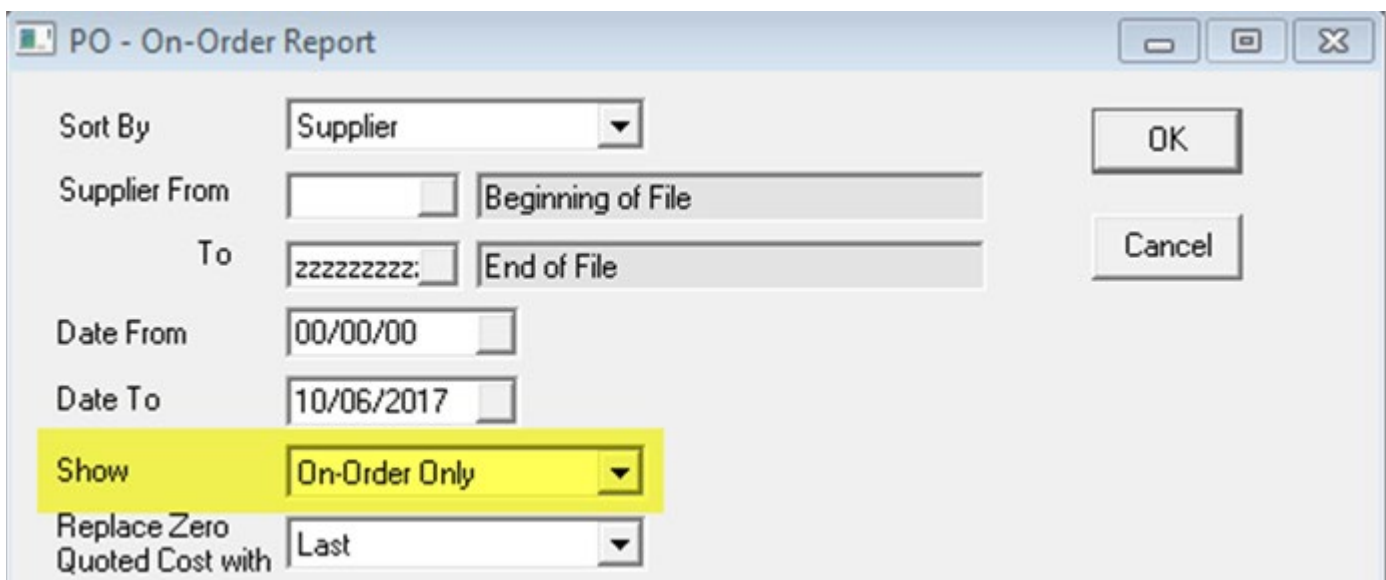 PO - On-Order Report
Sort By Supplier
OK
Supplier From Beginning of File
To zzzzzzzzz: End of File
Cancel
Date From 00/00/00
Date To 10/06/2017
Show On-Order Only
Replace Zero
Quoted Cost with Last